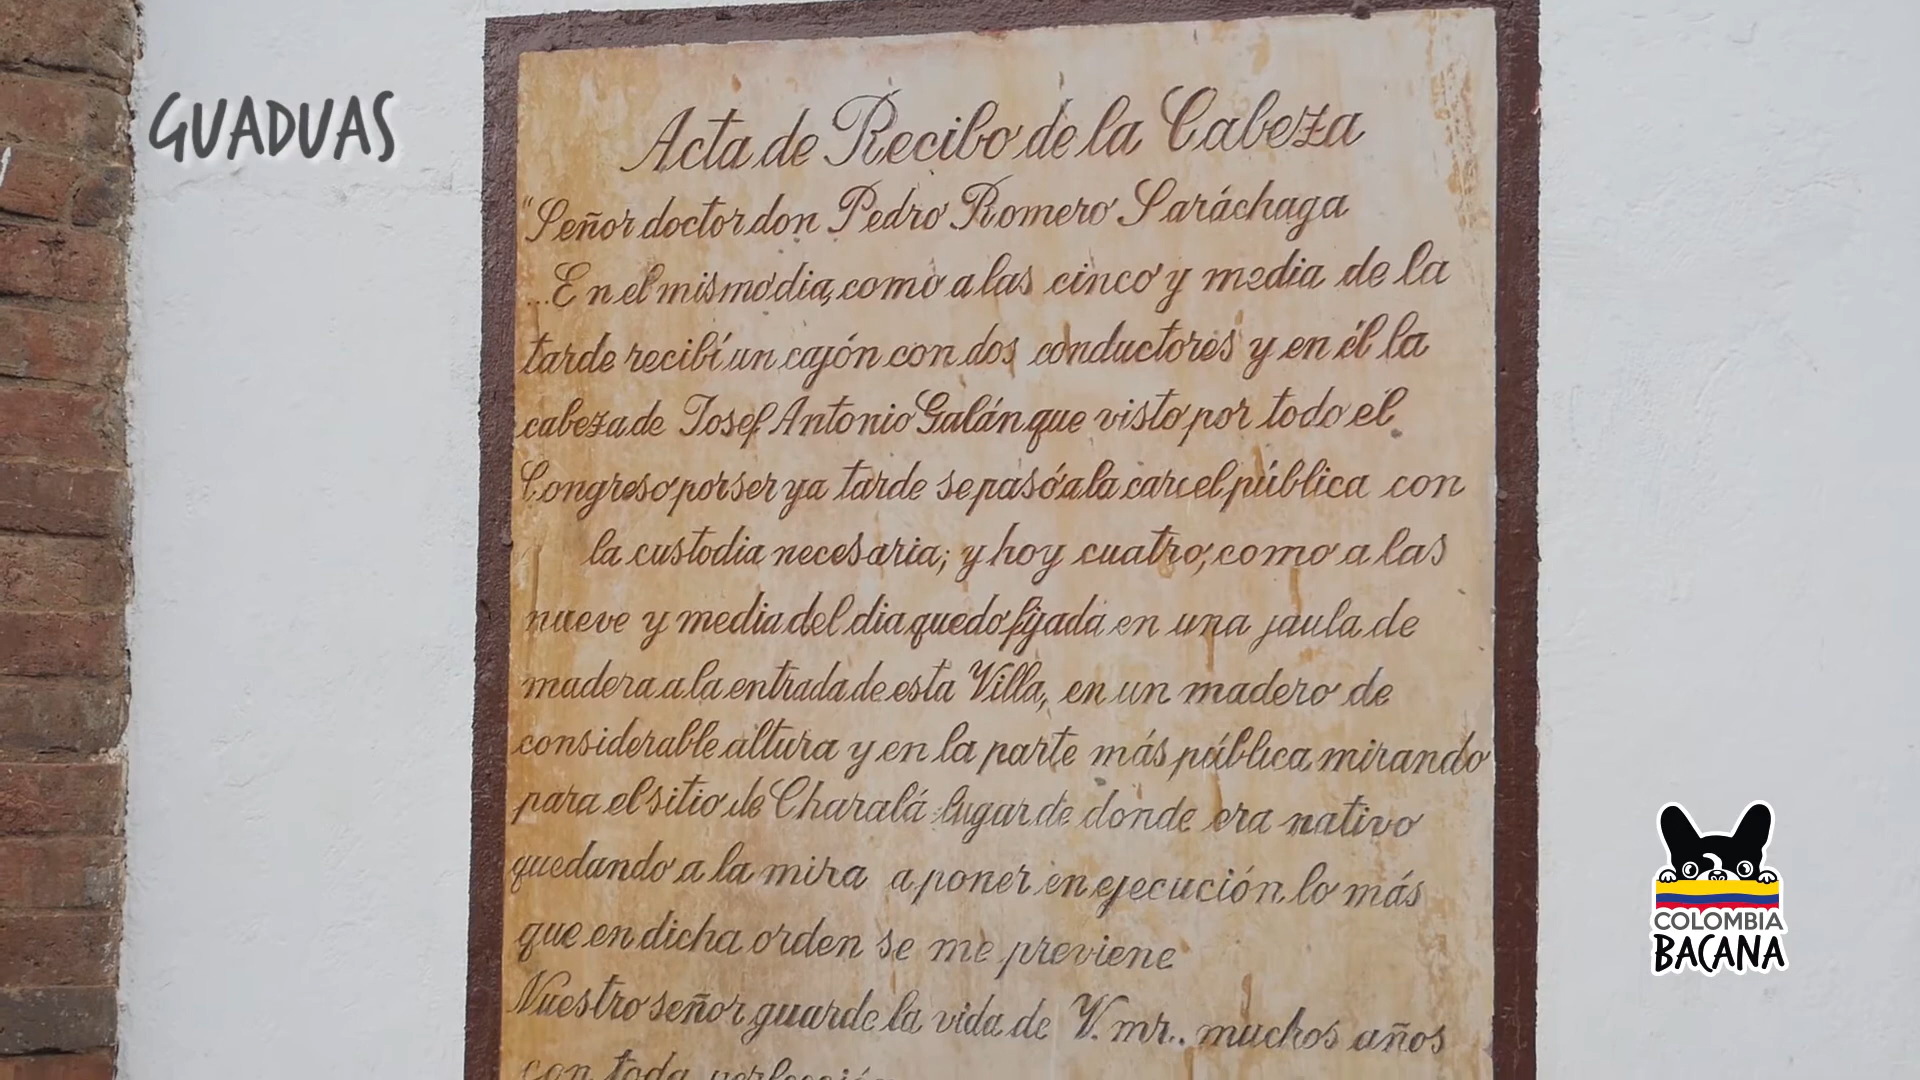 GUADUAS
Acta de Recibo de la Cabeza
"Señor doctor don Pedro Romero Saráchaga
...En el mismo dia, como a las cinco y media de la
tarde recibí un cajón con dos conductores y en él la
cabeza de Josef Antonio Galán que visto por todo él
Congreso por ser ya tarde se pasó a la carcel pública con
la custodia necesaria; y hoy cuatro, como a las
nueve y media del dia quedo fijada en una jaula de
madera a la entrada de esta Villa, en un madero de
considerable altura y en la parte más pública mirando
para el sitio de Charalá lugar de donde era nativo
quedando a la mira a poner en ejecución lo más
que en dicha orden se me previene
Nuestro señor guarde la vida de V. mr.. muchos años
con toda
COLOMBIA
BACANA